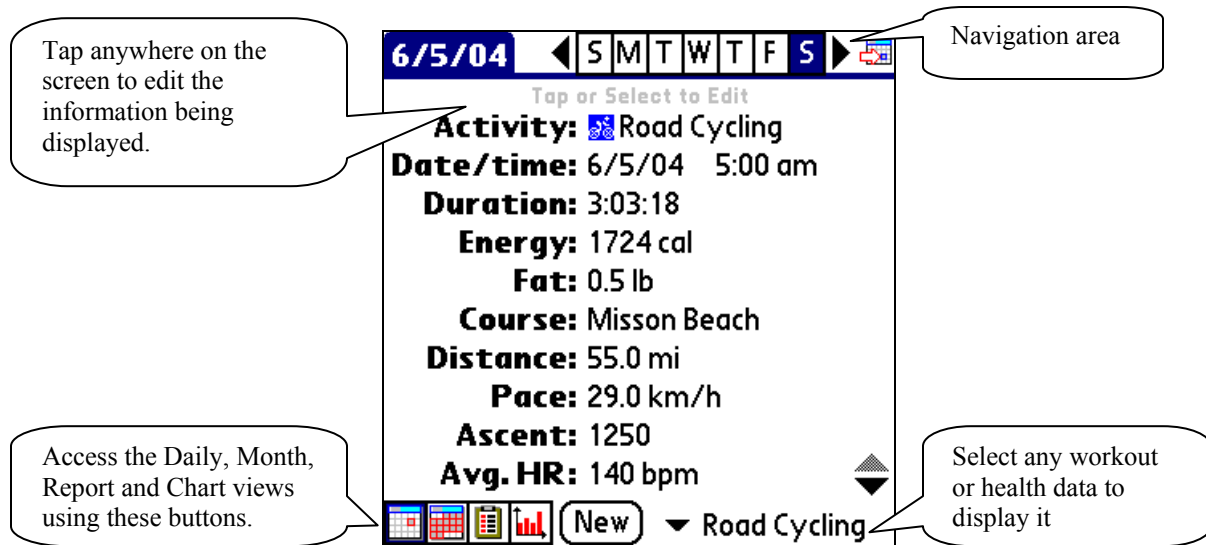 Tap anywhere on the
screen to edit the
information being
displayed.
Navigation area
6/5/04 S M T W T F S
Tap or Select to Edit
Activity: Road Cycling
Date/time: 6/5/04 5:00 am
Duration: 3:03:18
Energy: 1724 cal
Fat: 0.5 lb
Course: Misson Beach
Distance: 55.0 mi
Pace: 29.0 km/h
Ascent: 1250
Avg. HR: 140 bpm
New Road Cycling
Access the Daily, Month,
Report and Chart views
using these buttons.
Select any workout
or health data to
display it